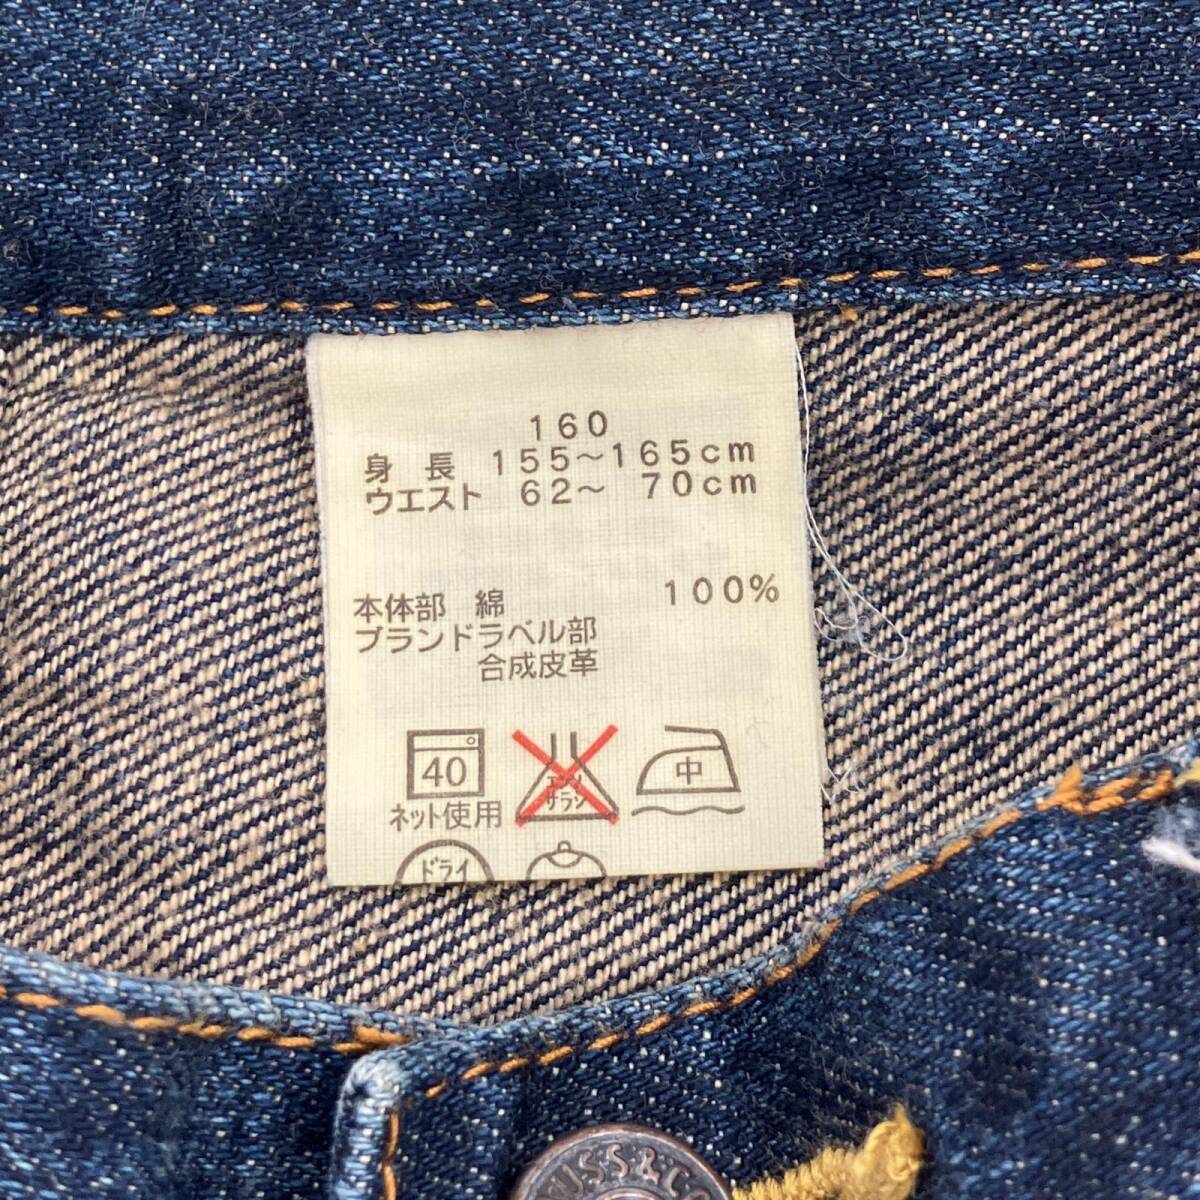 160
身 長 155～165cm
ウエスト 62～ 70cm
本体部 綿 100%
ブランドラベル部
合成皮革
40
ネット使用
エンソ
サラシ
中
ドライ